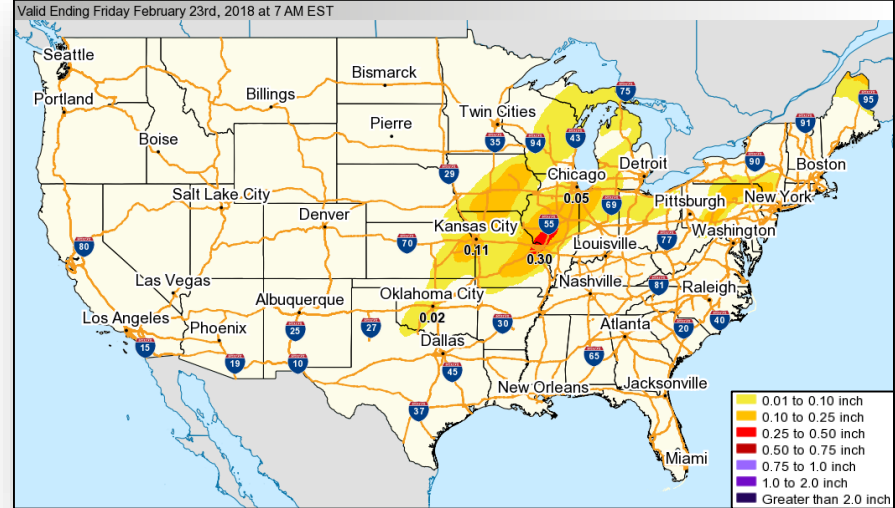 Valid Ending Friday February 23rd, 2018 at 7 AM EST
Seattle
75
Bismarck
95
Portland
Billings
Twin Cities
91
Pierre
43
Boise
35
94
90
Boston
Detroit
29
Chicago
Salt Lake City
0.05
69
Pittsburgh
New York
Denver
55
Kansas City
Washington
80
70
77
Louisville
0.11
0.30
Las Vegas
Nashville
81
Raleigh
Albuquerque
Oklahoma City
Los Angeles
0.02
30
40
Phoenix
25
27
20
Atlanta
15
Dallas
65
19
10
45
New Orleans
Jacksonville
37
0.01 to 0.10 inch
0.10 to 0.25 inch
0.25 to 0.50 inch
0.50 to 0.75 inch
Miami
0.75 to 1.0 inch
1.0 to 2.0 inch
Greater than 2.0 inch